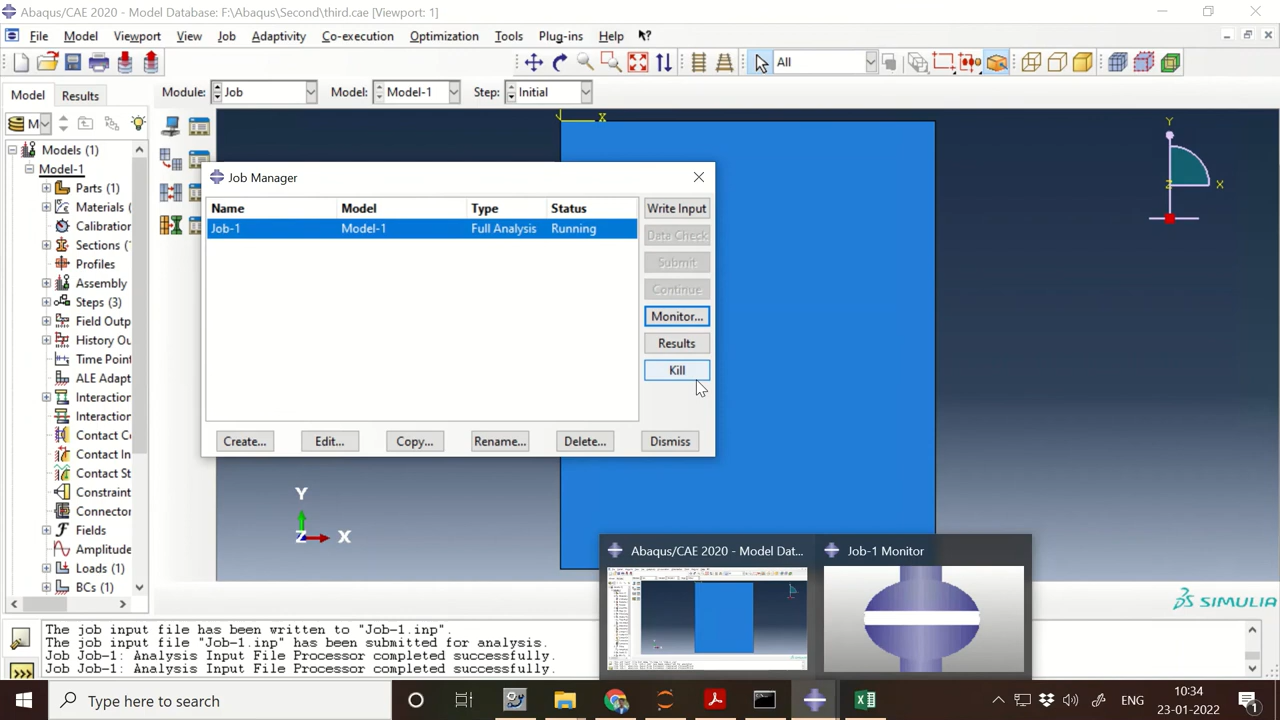 Abaqus/CAE 2020 - Model Database: F:\Abaqus\Second\third.cae [Viewport: 1]
File Model Viewport View Job Adaptivity Co-execution Optimization Tools Plug-ins Help
All
Model Results Module: Job Model: Model-1 Step: Initial
M
Models (1)
Model-1
Parts (1)
Materials (
Calibration
Sections (
Profiles
Assembly
Steps (3)
Field Outp
History Ou
Time Point
ALE Adapt
Interaction
Interaction
Contact Co
Contact In
Contact St
Constraint
Connector
Fields
Amplitude
Loads (1)
BCs (1)
X
Y
Z X
Job Manager
Name Model Type Status
Job-1 Model-1 Full Analysis Running
Write Input
Data Check
Submit
Continue
Monitor...
Results
Kill
Create... Edit... Copy... Rename... Delete... Dismiss
Y
Z X
SIMULIA
Abaqus/CAE 2020 - Model Dat...
Job-1 Monitor
The job input file has been written to "Job-1.inp".
The job input file "Job-1.inp" has been submitted for analysis.
Job Job-1: Analysis Input File Processor completed successfully.
Job Job-1: Analysis Input File Processor completed successfully.
Type here to search
ENG
10:34
23-01-2022
1